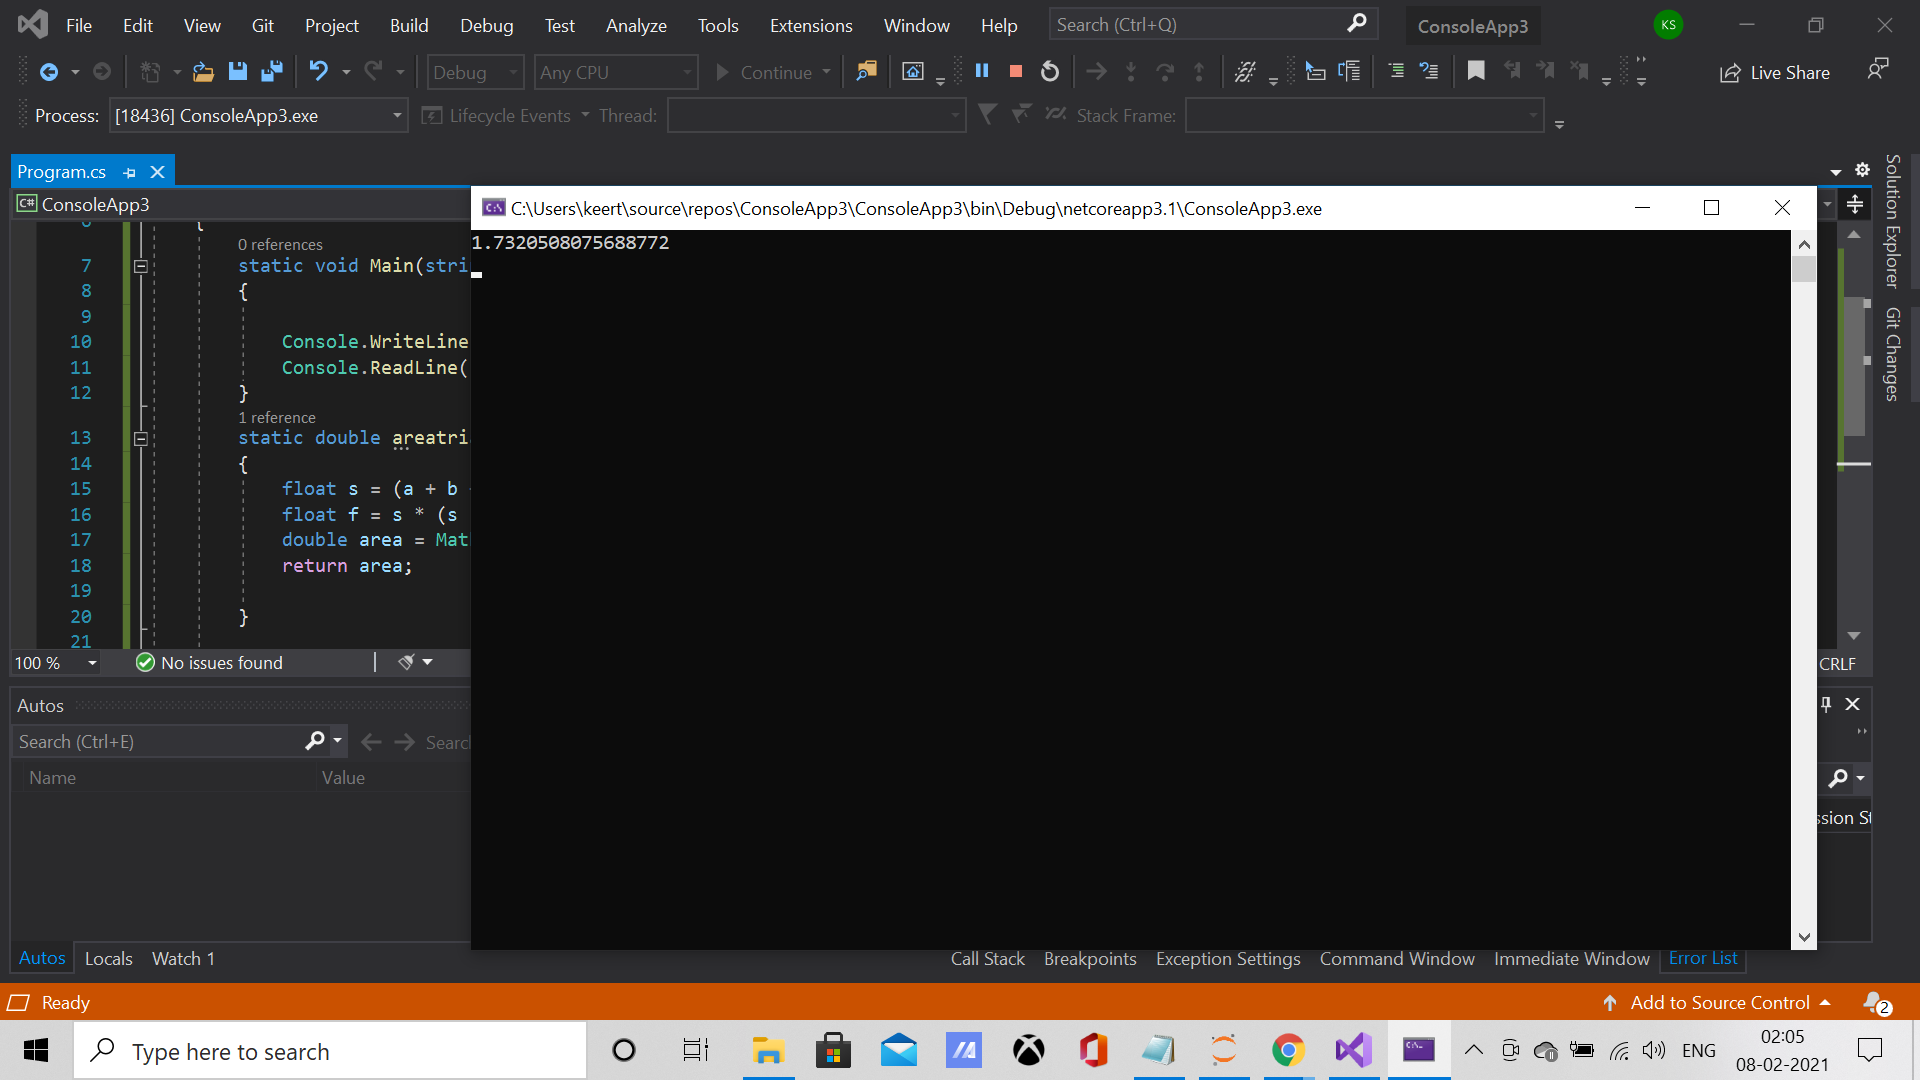 File Edit View Git Project Build Debug Test Analyze Tools Extensions Window Help Search (Ctrl+Q) ConsoleApp3 KS
Debug Any CPU Continue Live Share
Process: [18436] ConsoleApp3.exe Lifecycle Events Thread: Stack Frame:
Program.cs
C# ConsoleApp3
C:\Users\keert\source\repos\ConsoleApp3\ConsoleApp3\bin\Debug\netcoreapp3.1\ConsoleApp3.exe
1.7320508075688772
{
0 references
7 static void Main(stri
8 {
9
10 Console.WriteLine
11 Console.ReadLine(
12 }
1 reference
13 static double areatri
14 {
15 float s = (a + b
16 float f = s * (s
17 double area = Mat
18 return area;
19
20 }
21
100 % No issues found
CRLF
Solution Explorer
Git Changes
Autos
Search (Ctrl+E) Searc
Name Value
ssion St
Autos Locals Watch 1
Call Stack Breakpoints Exception Settings Command Window Immediate Window Error List
Ready Add to Source Control 2
Type here to search
ENG
02:05
08-02-2021